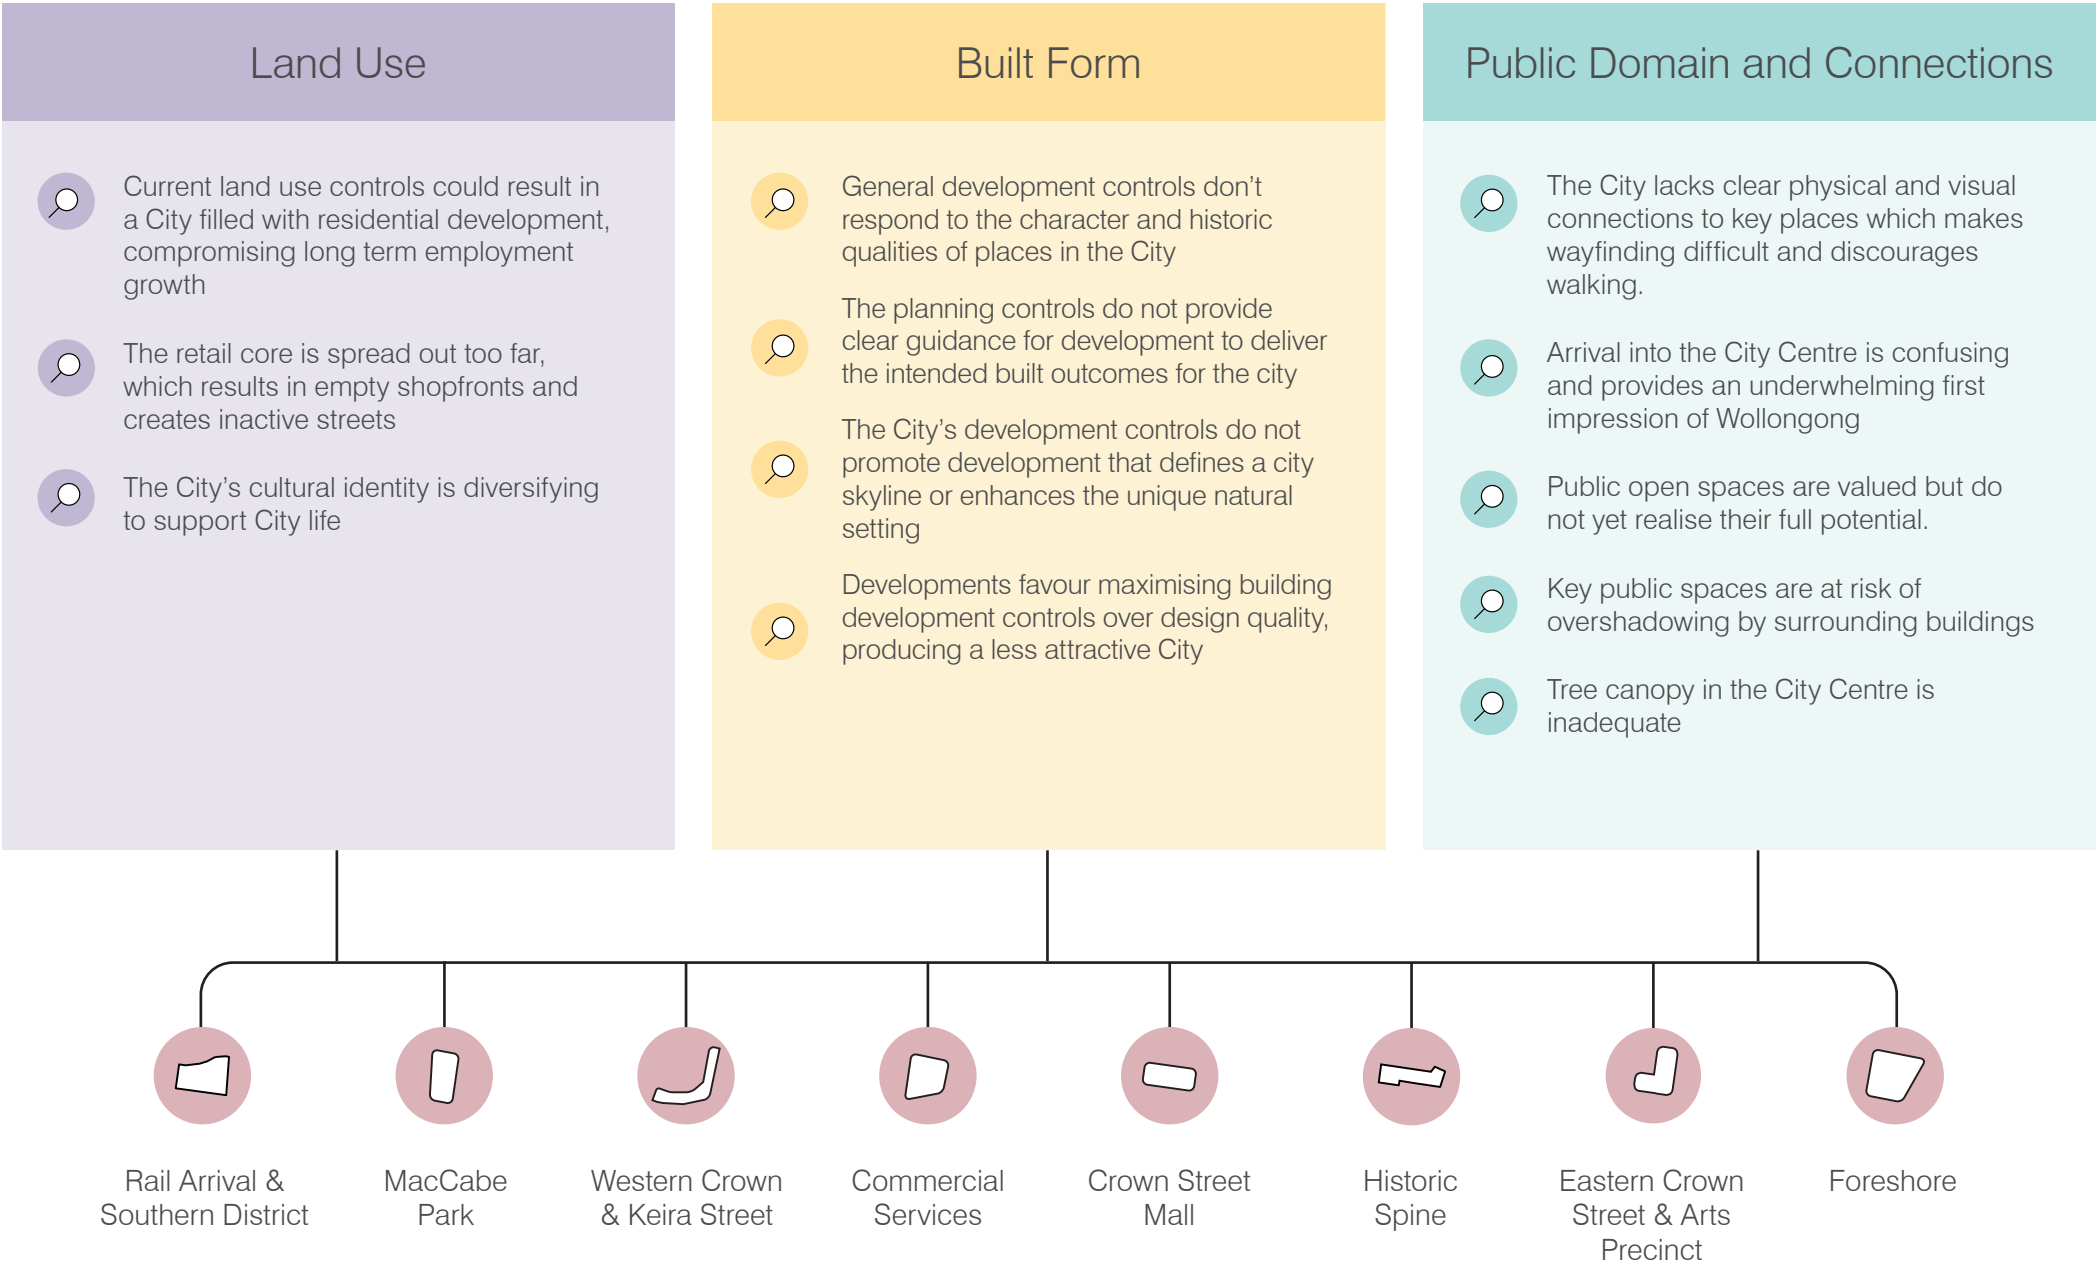 Land Use
Current land use controls could result in
a City filled with residential development,
compromising long term employment
growth
The retail core is spread out too far,
which results in empty shopfronts and
creates inactive streets
The City's cultural identity is diversifying
to support City life
Built Form
General development controls don't
respond to the character and historic
qualities of places in the City
The planning controls do not provide
clear guidance for development to deliver
the intended built outcomes for the city
The City's development controls do not
promote development that defines a city
skyline or enhances the unique natural
setting
Developments favour maximising building
development controls over design quality,
producing a less attractive City
Public Domain and Connections
The City lacks clear physical and visual
connections to key places which makes
wayfinding difficult and discourages
walking.
Arrival into the City Centre is confusing
and provides an underwhelming first
impression of Wollongong
Public open spaces are valued but do
not yet realise their full potential.
Key public spaces are at risk of
overshadowing by surrounding buildings
Tree canopy in the City Centre is
inadequate
Rail Arrival &
Southern District
MacCabe
Park
Western Crown
& Keira Street
Commercial
Services
Crown Street
Mall
Historic
Spine
Eastern Crown
Street & Arts
Precinct
Foreshore